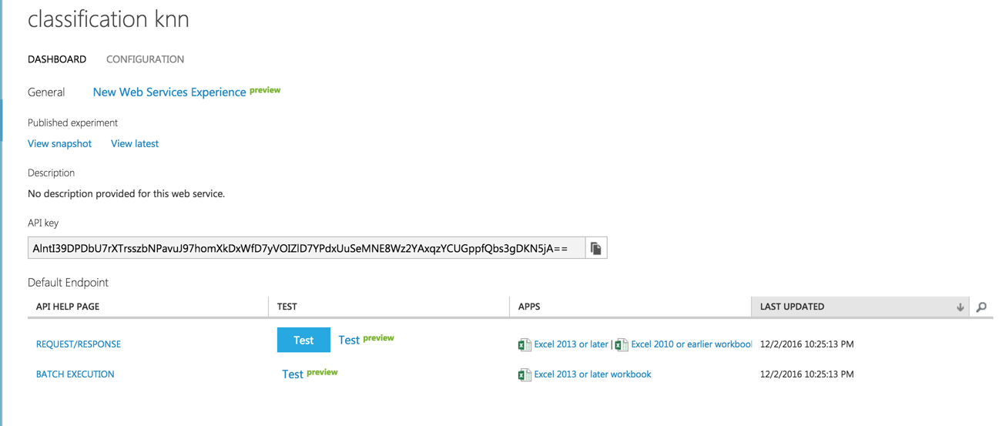 classification knn
DASHBOARD CONFIGURATION
General New Web Services Experience preview
Published experiment
View snapshot View latest
Description
No description provided for this web service.
API key
AlntI39DPDbU7rXTrsszbNPavuJ97homXkDxWfD7yVOIZlD7YPdxUuSeMNE8Wz2YAxqzYCUGppfQbs3gDKN5jA==
Default Endpoint
API HELP PAGE TEST APPS LAST UPDATED
REQUEST/RESPONSE Test Test preview Excel 2013 or later | Excel 2010 or earlier workbook 12/2/2016 10:25:13 PM
BATCH EXECUTION Test preview Excel 2013 or later workbook 12/2/2016 10:25:13 PM